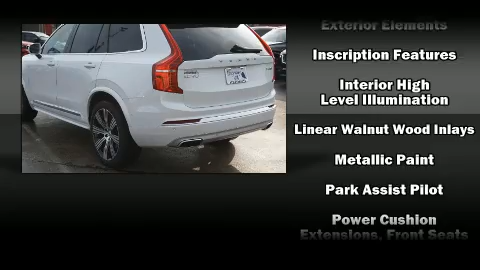 Exterior Elements
Inscription Features
Interior High
Level Illumination
Linear Walnut Wood Inlays
Metallic Paint
Park Assist Pilot
Power Cushion
Extensions, Front Seats